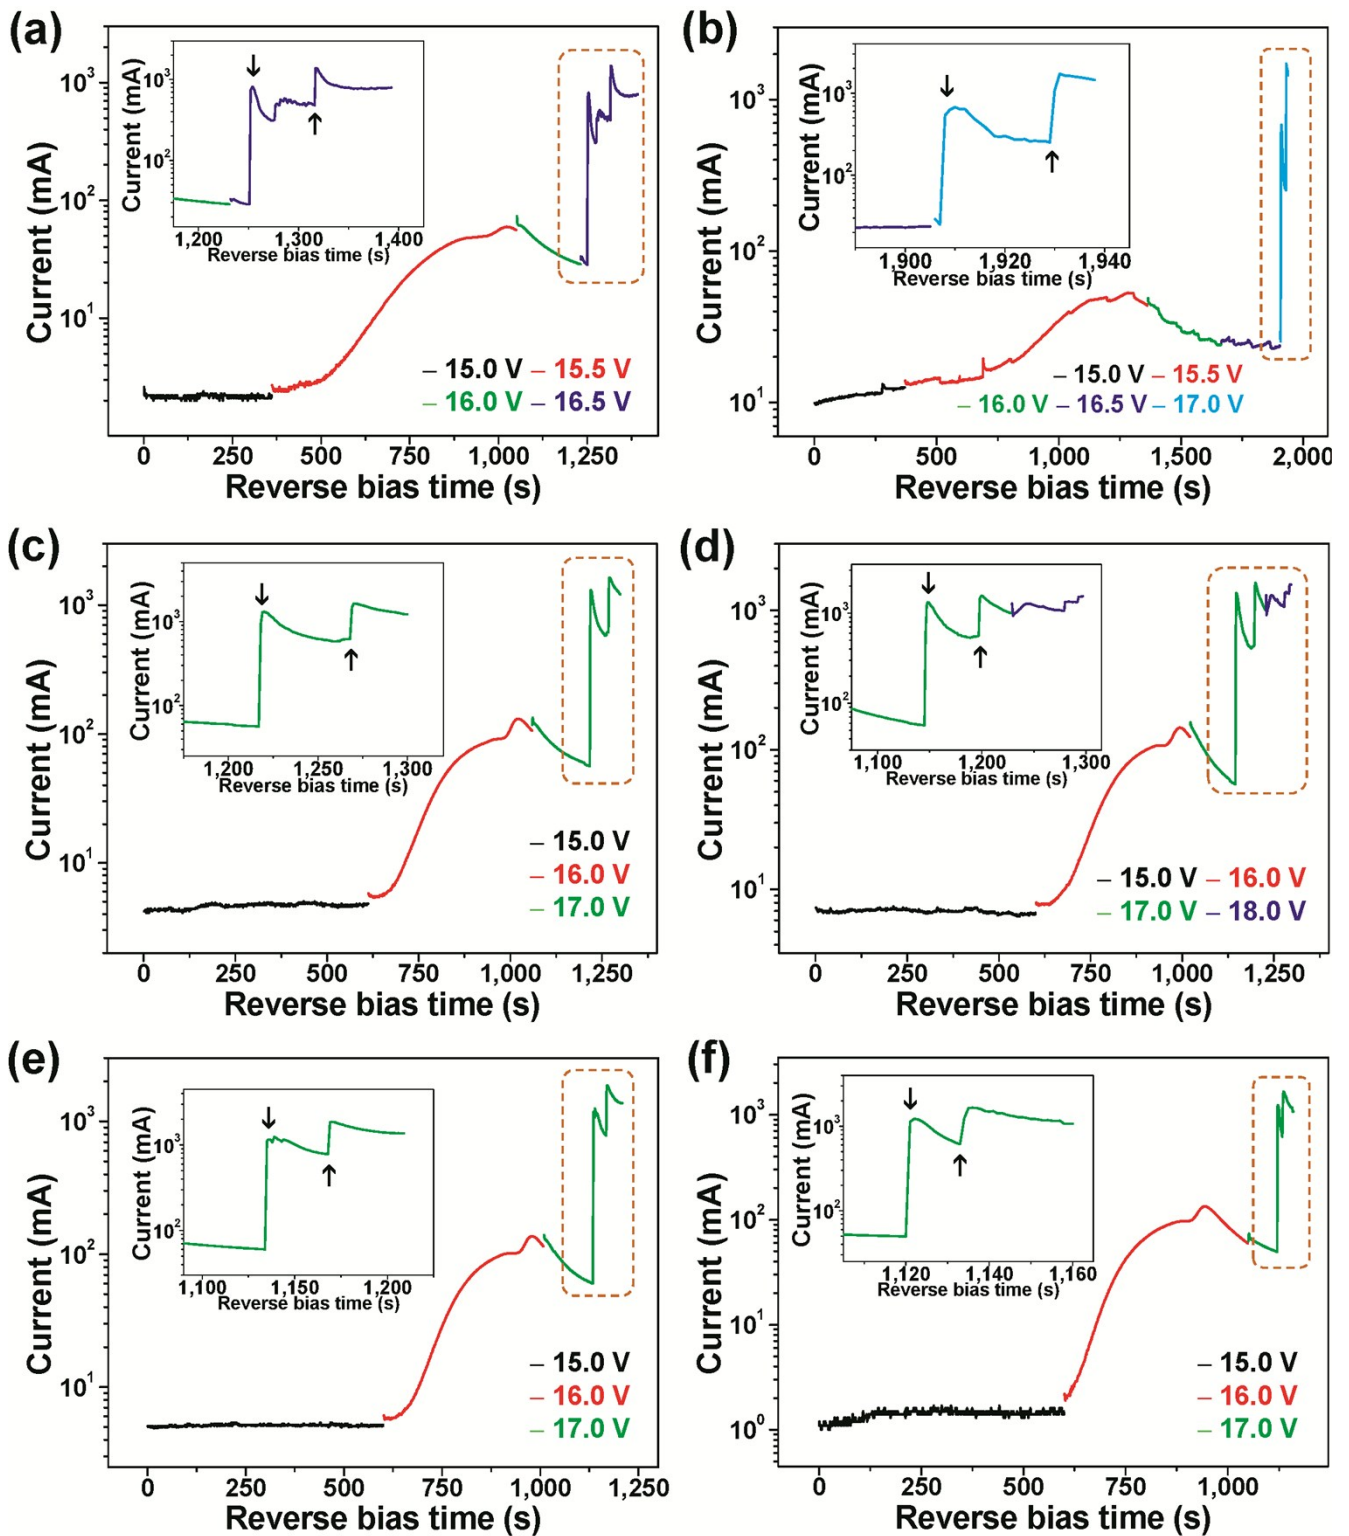 (a)
Current (mA)
10³
10²
10¹
0 250 500 750 1,000 1,250
Reverse bias time (s)
– 15.0 V – 15.5 V
– 16.0 V – 16.5 V
Current (mA)
10³
10²
1,200 1,300 1,400
Reverse bias time (s)
(b)
Current (mA)
10³
10²
10¹
0 500 1,000 1,500 2,000
Reverse bias time (s)
– 15.0 V – 15.5 V
– 16.0 V – 16.5 V – 17.0 V
Current (mA)
10³
10²
1,900 1,920 1,940
Reverse bias time (s)
(c)
Current (mA)
10³
10²
10¹
0 250 500 750 1,000 1,250
Reverse bias time (s)
– 15.0 V
– 16.0 V
– 17.0 V
Current (mA)
10³
10²
1,200 1,250 1,300
Reverse bias time (s)
(d)
Current (mA)
10³
10²
10¹
0 250 500 750 1,000 1,250
Reverse bias time (s)
– 15.0 V – 16.0 V
– 17.0 V – 18.0 V
Current (mA)
10³
10²
1,100 1,200 1,300
Reverse bias time (s)
(e)
Current (mA)
10³
10²
10¹
0 250 500 750 1,000 1,250
Reverse bias time (s)
– 15.0 V
– 16.0 V
– 17.0 V
Current (mA)
10³
10²
1,100 1,150 1,200
Reverse bias time (s)
(f)
Current (mA)
10³
10²
10¹
10⁰
0 250 500 750 1,000
Reverse bias time (s)
– 15.0 V
– 16.0 V
– 17.0 V
Current (mA)
10³
10²
1,120 1,140 1,160
Reverse bias time (s)